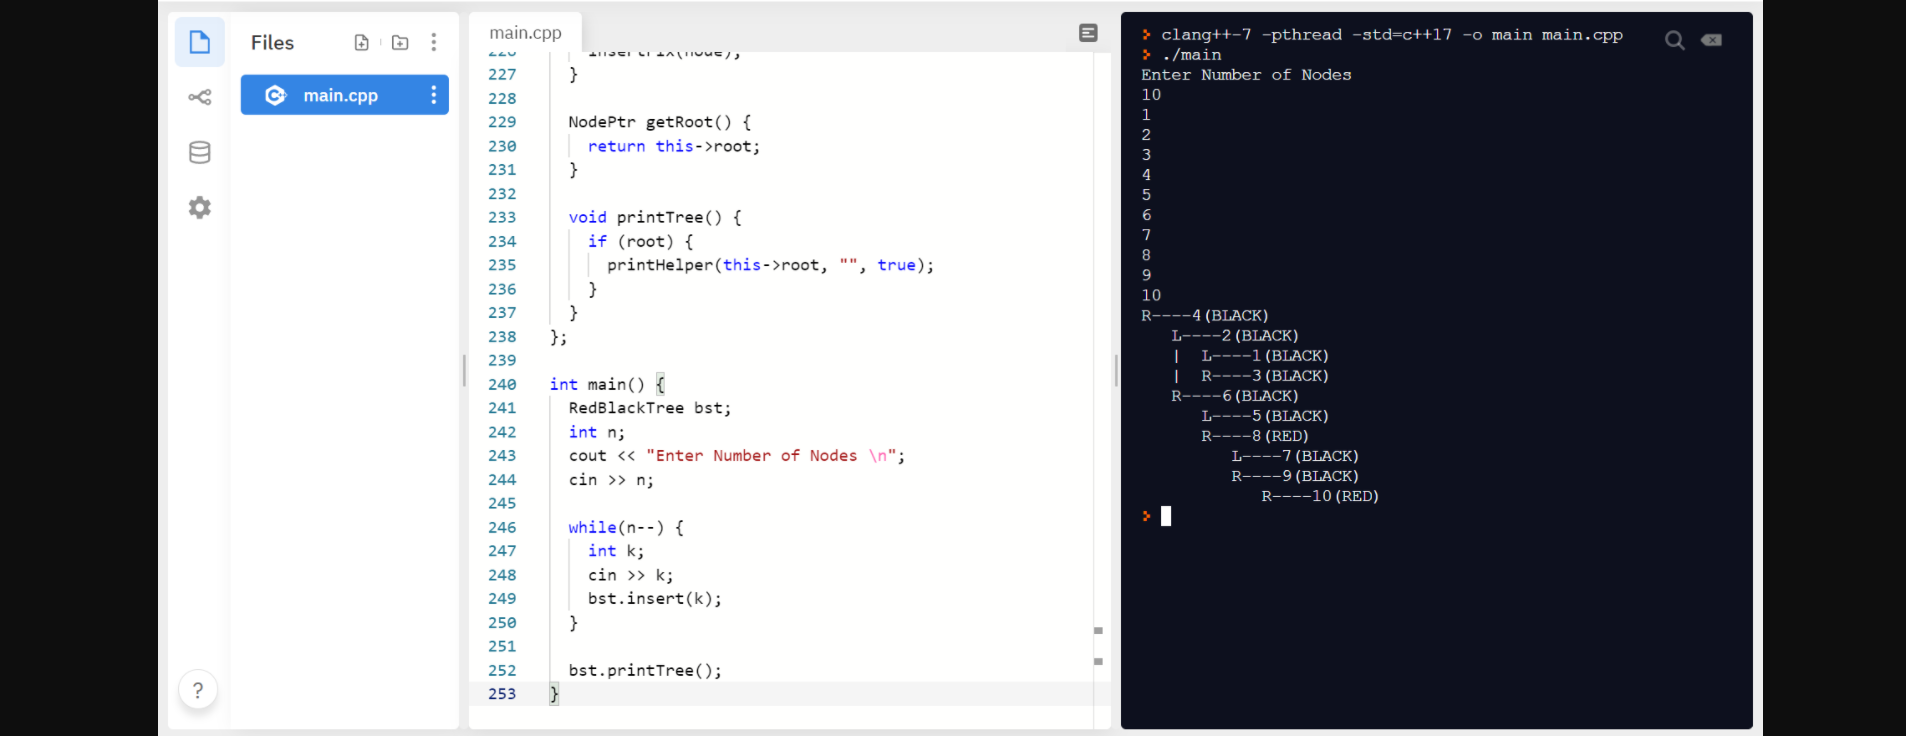 Files
main.cpp
?
main.cpp
226 insertFix(node);
227 }
228
229 NodePtr getRoot() {
230 return this->root;
231 }
232
233 void printTree() {
234 if (root) {
235 printHelper(this->root, "", true);
236 }
237 }
238 };
239
240 int main() {
241 RedBlackTree bst;
242 int n;
243 cout << "Enter Number of Nodes \n";
244 cin >> n;
245
246 while(n--) {
247 int k;
248 cin >> k;
249 bst.insert(k);
250 }
251
252 bst.printTree();
253 }
> clang++-7 -pthread -std=c++17 -o main main.cpp
> ./main
Enter Number of Nodes
10
1
2
3
4
5
6
7
8
9
10
R----4(BLACK)
L----2(BLACK)
| L----1(BLACK)
| R----3(BLACK)
R----6(BLACK)
L----5(BLACK)
R----8(RED)
L----7(BLACK)
R----9(BLACK)
R----10(RED)
>